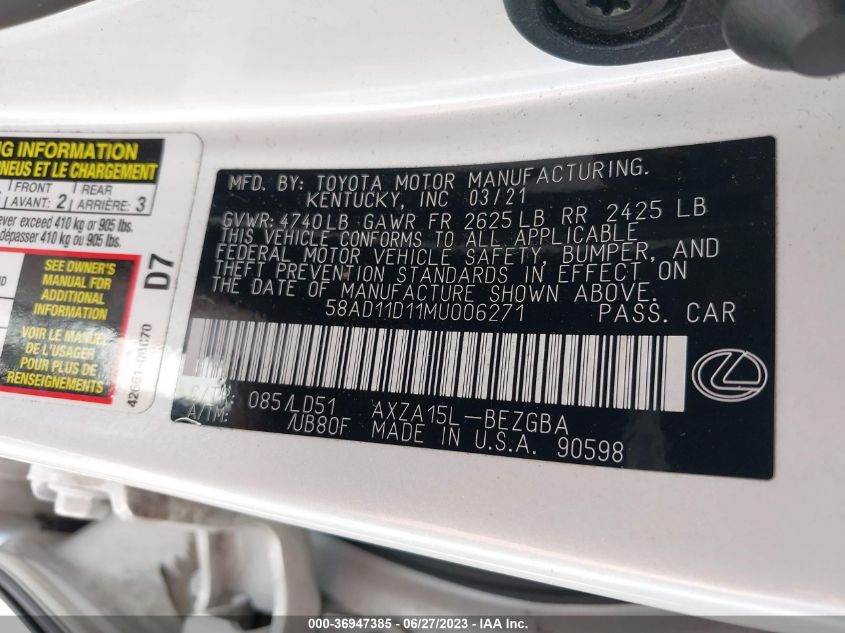 NG INFORMATION
PNEUS ET LE CHARGEMENT
FRONT REAR
AVANT: 2 ARRIÈRE: 3
ever exceed 410 kg or 905 lbs.
dépasser 410 kg ou 905 lbs.
SEE OWNER'S
MANUAL FOR
ADDITIONAL
INFORMATION
VOIR LE MANUEL
DE L'USAGER
POUR PLUS DE
RENSEIGNEMENTS
D7
MFD. BY: TOYOTA MOTOR MANUFACTURING.
KENTUCKY, INC 03/21
GVWR: 4740LB GAWR FR 2625LB RR 2425 LB
THIS VEHICLE CONFORMS TO ALL APPLICABLE
FEDERAL MOTOR VEHICLE SAFETY, BUMPER, AND
THEFT PREVENTION STANDARDS IN EFFECT ON
THE DATE OF MANUFACTURE SHOWN ABOVE.
58AD11D11MU006271 PASS. CAR
C/TR: 085/LD51 AXZA15L-BEZGBA
A/TM: /UB80F MADE IN U.S.A. 90598
000-36947385 - 06/27/2023 - IAA Inc.